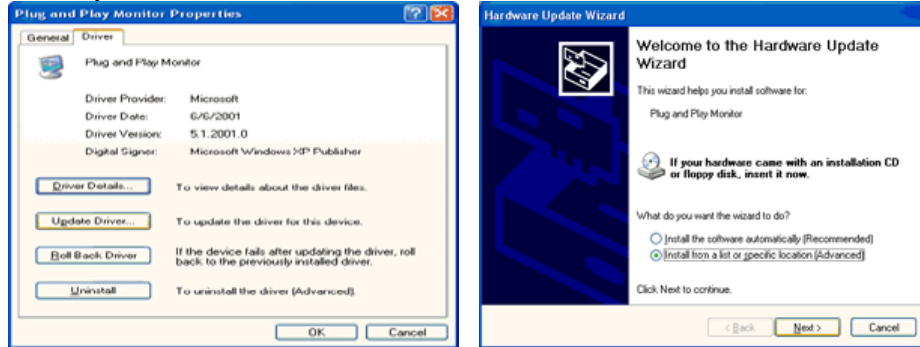 Plug and Play Monitor Properties
General Driver
Plug and Play Monitor
Driver Provider: Microsoft
Driver Date: 6/6/2001
Driver Version: 5.1.2001.0
Digital Signer: Microsoft Windows XP Publisher
Driver Details... To view details about the driver files.
Update Driver... To update the driver for this device.
Roll Back Driver If the device fails after updating the driver, roll
back to the previously installed driver.
Uninstall To uninstall the driver (Advanced).
OK Cancel
Hardware Update Wizard
Welcome to the Hardware Update
Wizard
This wizard helps you install software for:
Plug and Play Monitor
If your hardware came with an installation CD
or floppy disk, insert it now.
What do you want the wizard to do?
Install the software automatically (Recommended)
Install from a list or specific location (Advanced)
Click Next to continue.
< Back Next > Cancel